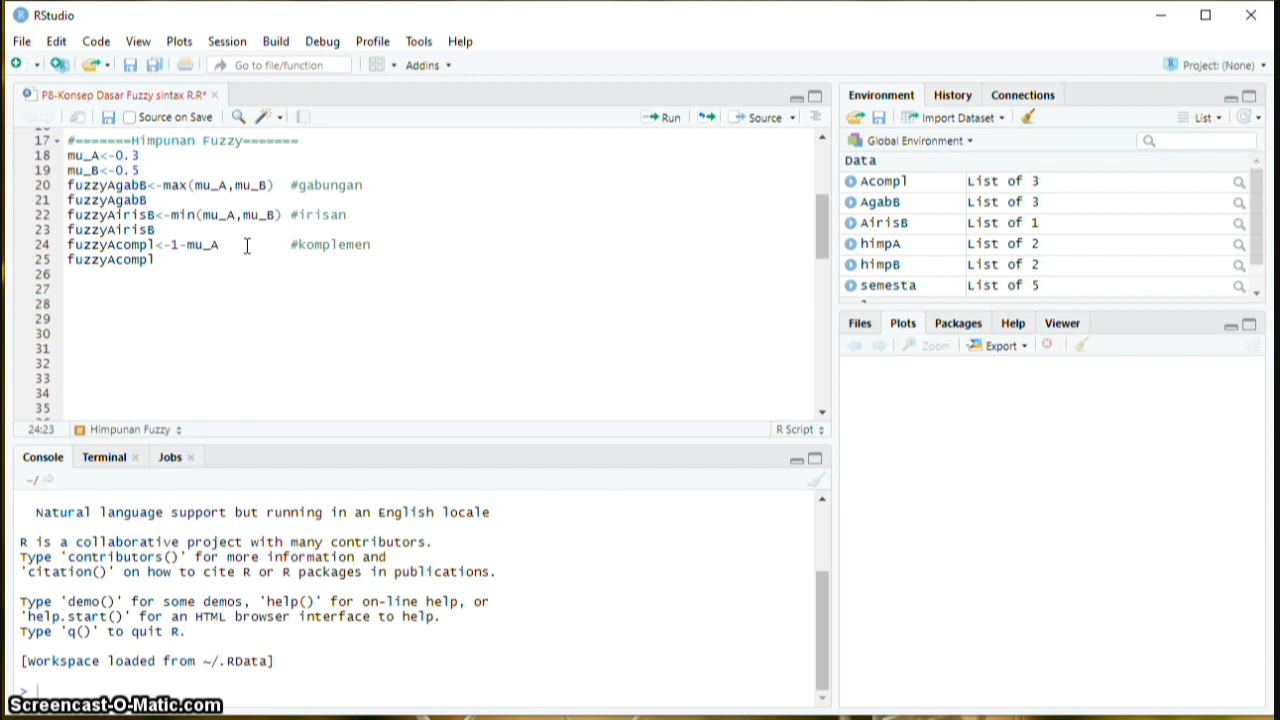 RStudio
File Edit Code View Plots Session Build Debug Profile Tools Help
Go to file/function Addins Project: (None)
P8-Konsep Dasar Fuzzy sintax R.R*
Source on Save Run Source
17 #=======Himpunan Fuzzy=======
18 mu_A<-0.3
19 mu_B<-0.5
20 fuzzyAgabB<-max(mu_A,mu_B) #gabungan
21 fuzzyAgabB
22 fuzzyAirisB<-min(mu_A,mu_B) #irisan
23 fuzzyAirisB
24 fuzzyAcompl<-1-mu_A #komplemen
25 fuzzyAcompl
26
27
28
29
30
31
32
33
34
35
24:23 # Himpunan Fuzzy R Script
Console Terminal Jobs
~/
Natural language support but running in an English locale
R is a collaborative project with many contributors.
Type 'contributors()' for more information and
'citation()' on how to cite R or R packages in publications.
Type 'demo()' for some demos, 'help()' for on-line help, or
'help.start()' for an HTML browser interface to help.
Type 'q()' to quit R.
[Workspace loaded from ~/.RData]
>
Environment History Connections
Import Dataset List
Global Environment
Data
Acompl List of 3
AgabB List of 3
AirisB List of 1
himpA List of 2
himpB List of 2
semesta List of 5
Files Plots Packages Help Viewer
Zoom Export
Screencast-O-Matic.com